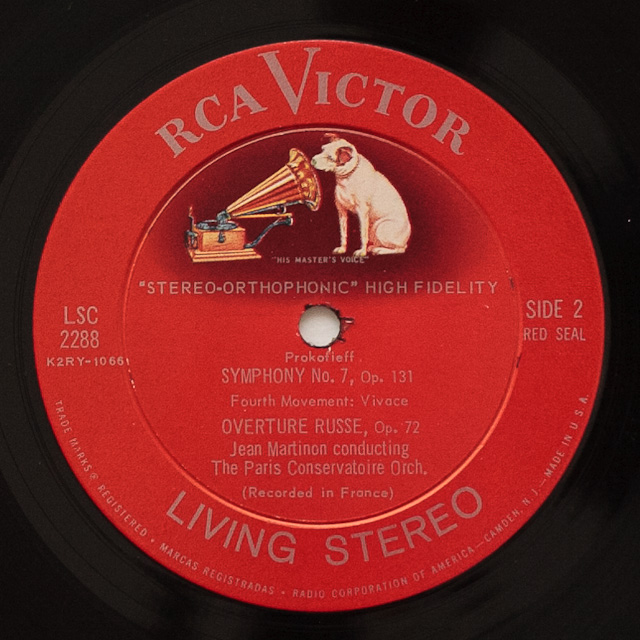 RCA VICTOR
"HIS MASTER'S VOICE"
"STEREO-ORTHOPHONIC" HIGH FIDELITY
LSC
2288
K2RY-1066
SIDE 2
RED SEAL
Prokofieff
SYMPHONY No. 7, Op. 131
Fourth Movement: Vivace
OVERTURE RUSSE, Op. 72
Jean Martinon conducting
The Paris Conservatoire Orch.
(Recorded in France)
LIVING STEREO
TRADE MARKS ® REGISTERED • MARCAS REGISTRADAS • RADIO CORPORATION OF AMERICA—CAMDEN, N.J.—MADE IN U.S.A.